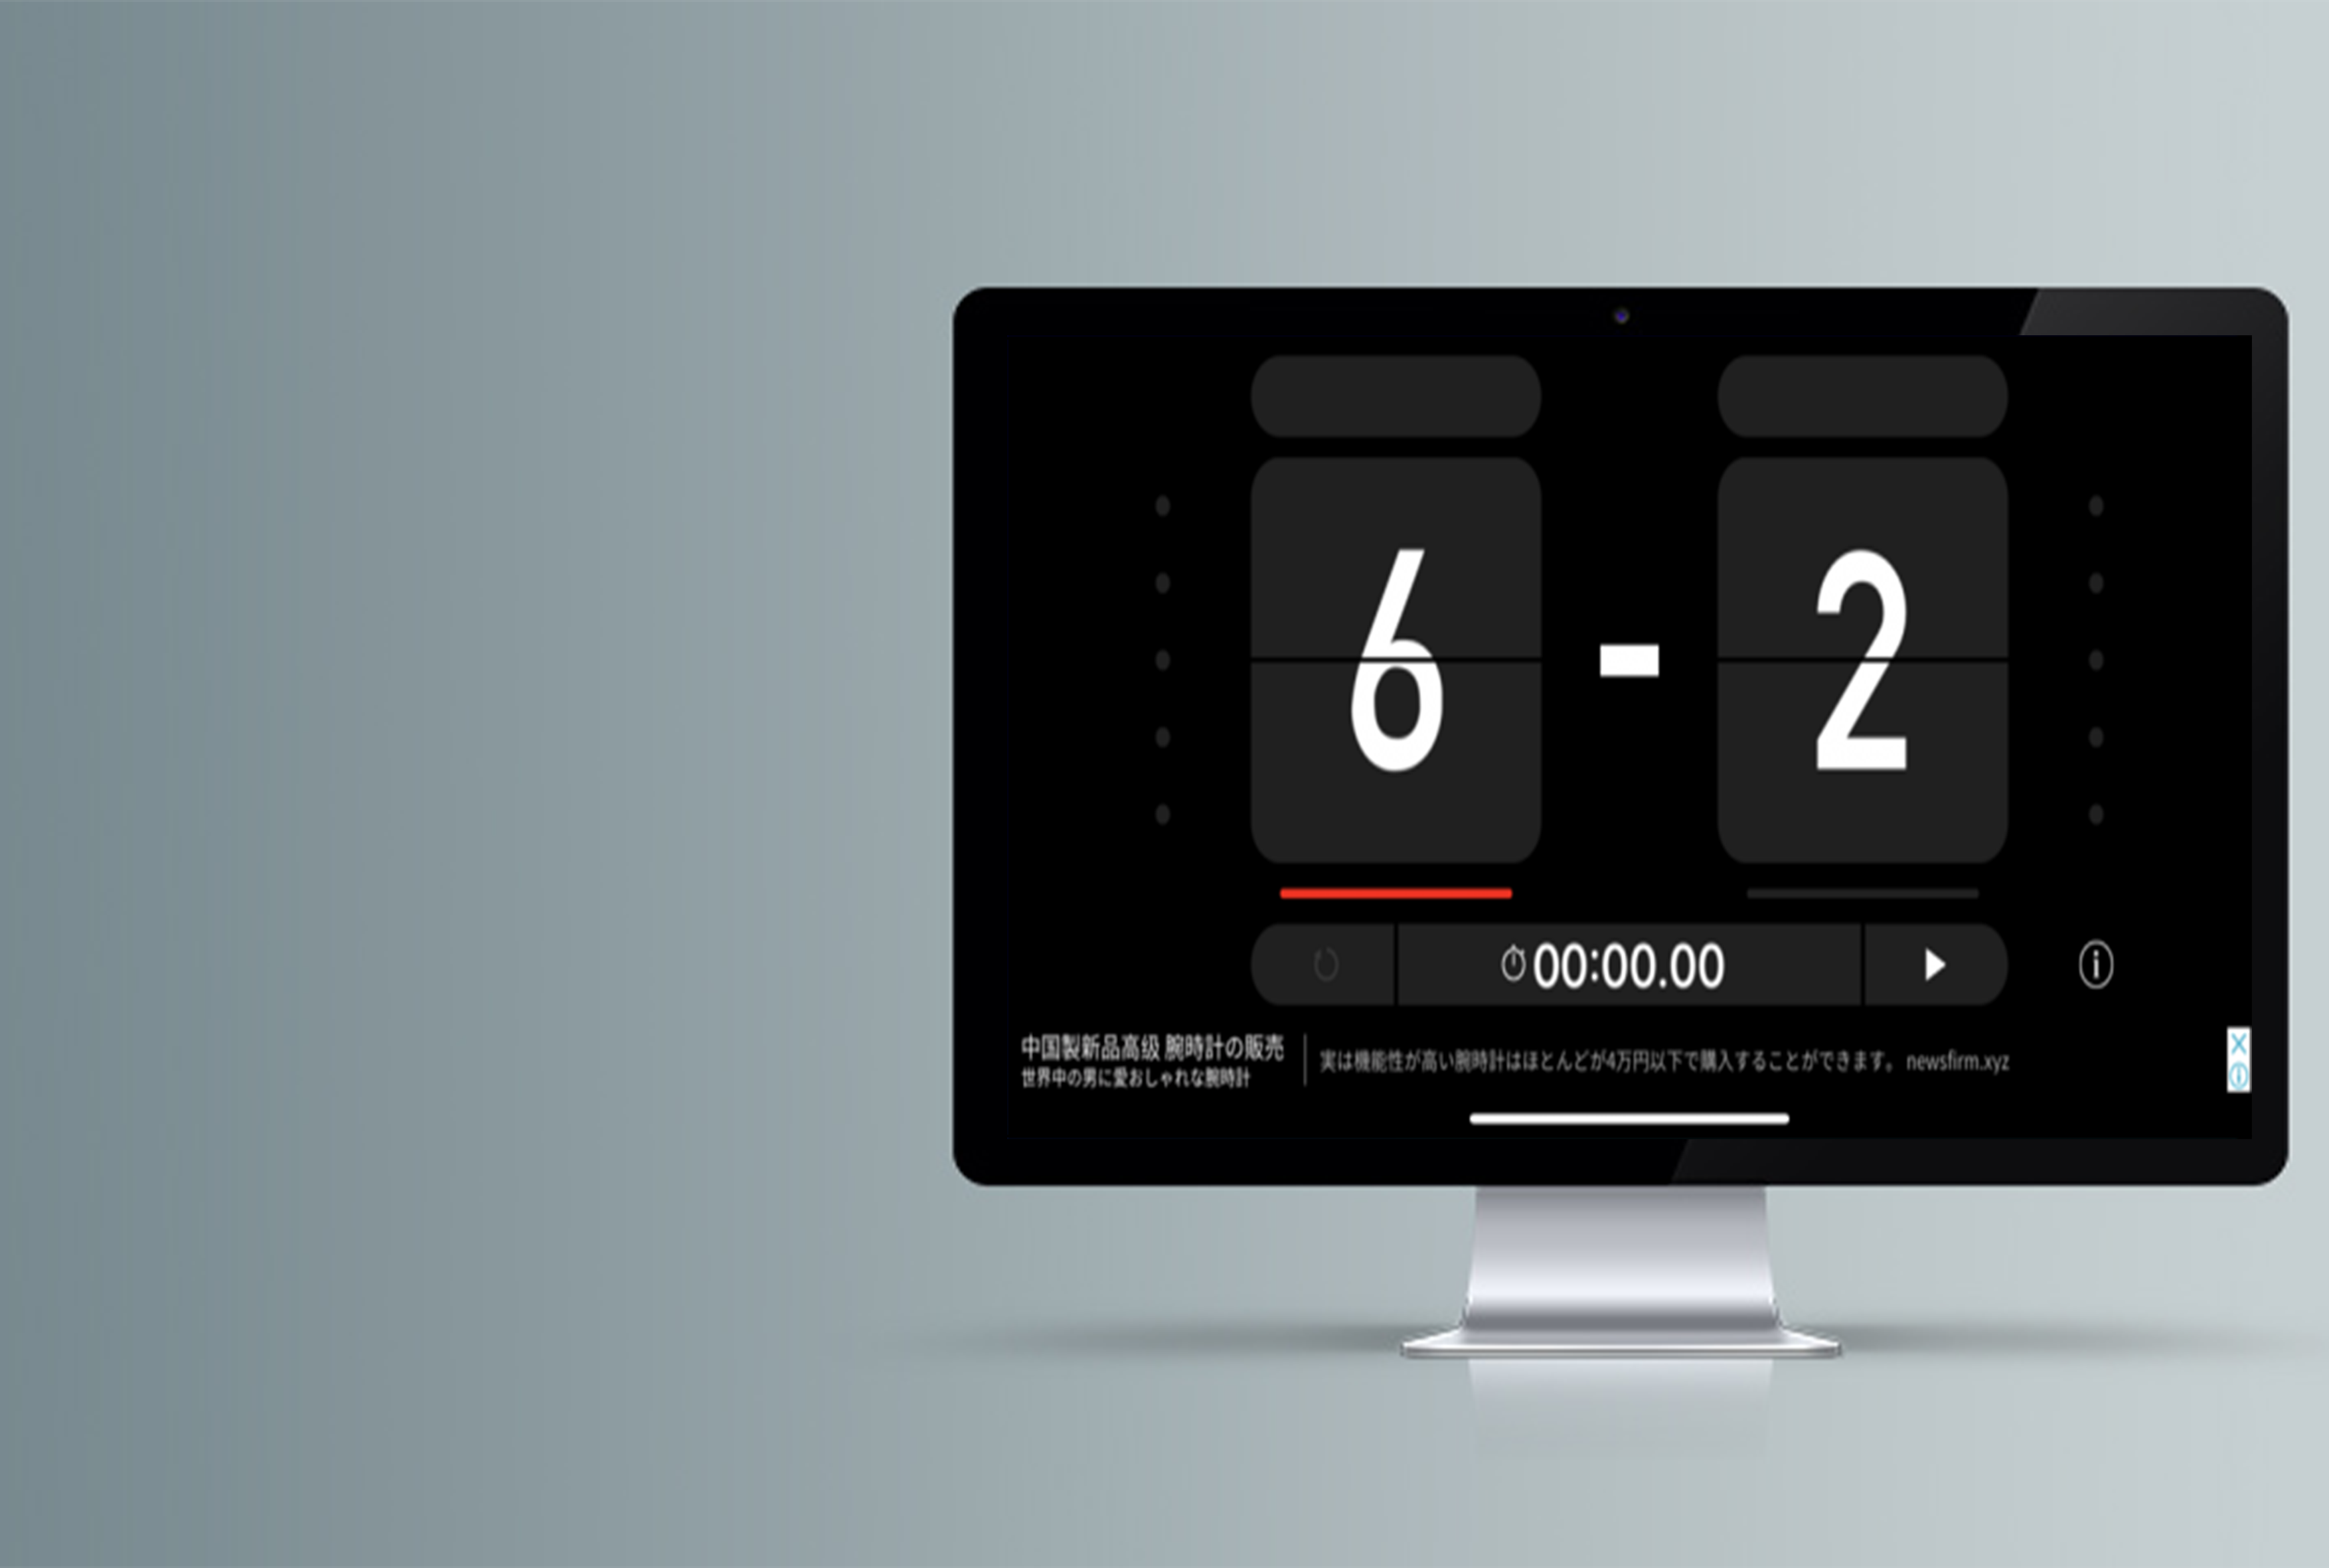 6 - 2
00:00.00
中国製新品高级 腕時計の販売
世界中の男に愛おしゃれな腕時計
実は機能性が高い腕時計はほとんどが4万円以下で購入することができます。 newsfirm.xyz